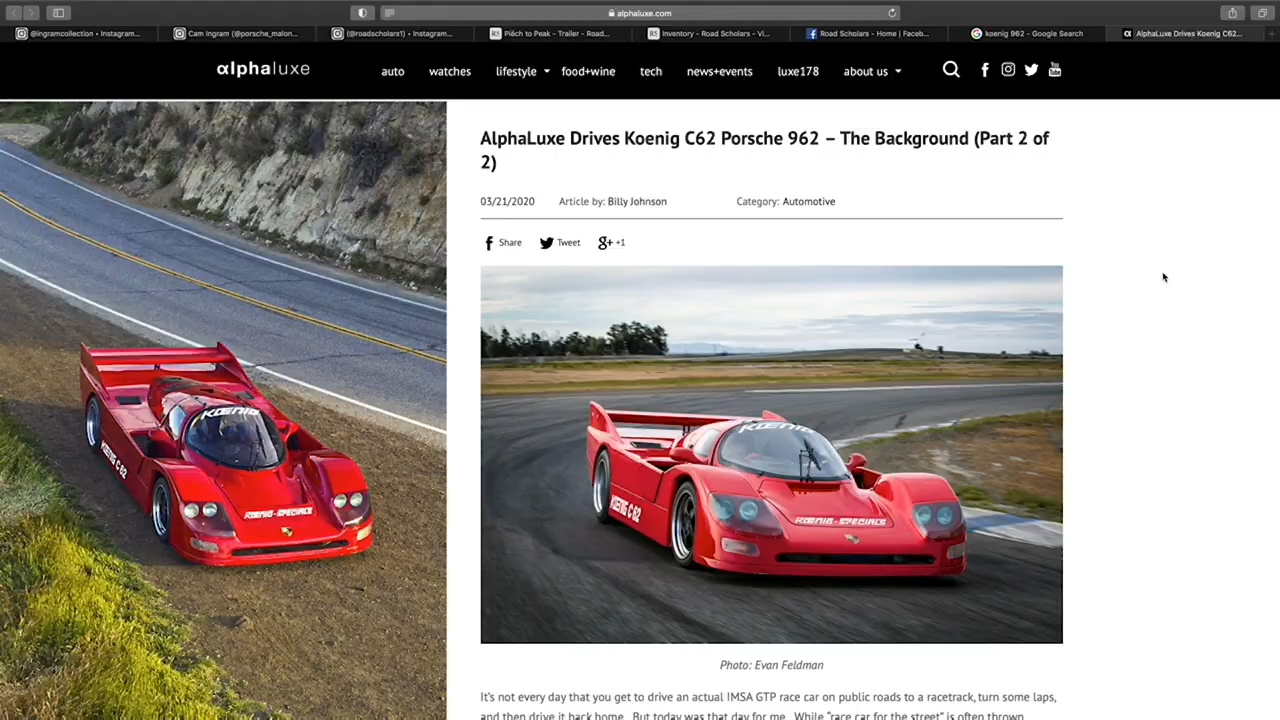 alphaluxe.com
@ingramcollection • Instagram...
Cam Ingram (@porsche_malon...
(@roadscholars1) • Instagram...
Piëch to Peak - Trailer - Road...
Inventory - Road Scholars - Vi...
Road Scholars - Home | Faceb...
koenig 962 - Google Search
AlphaLuxe Drives Koenig C62...
αlphaluxe
auto
watches
lifestyle
food+wine
tech
news+events
luxe178
about us
You
Tube
AlphaLuxe Drives Koenig C62 Porsche 962 – The Background (Part 2 of
2)
03/21/2020 Article by: Billy Johnson Category: Automotive
Share Tweet g+ +1
KOENIG
KOENIG C62
KOENIG-SPECIALS
KOENIG
KOENIG C62
KOENIG-SPECIALS
Photo: Evan Feldman
It's not every day that you get to drive an actual IMSA GTP race car on public roads to a racetrack, turn some laps,
and then drive it back home. But today was that day for me. While "race car for the street" is often thrown